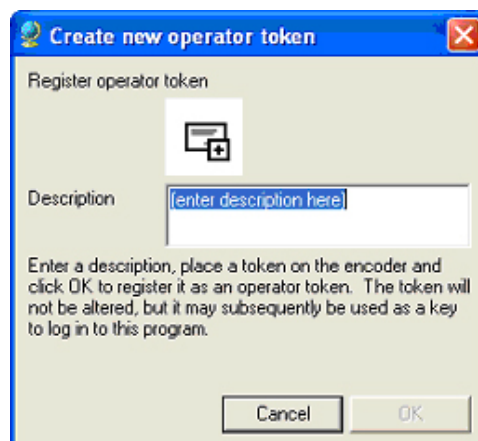 Create new operator token
Register operator token
Description
(enter description here)
Enter a description, place a token on the encoder and
click OK to register it as an operator token. The token will
not be altered, but it may subsequently be used as a key
to log in to this program.
Cancel
OK